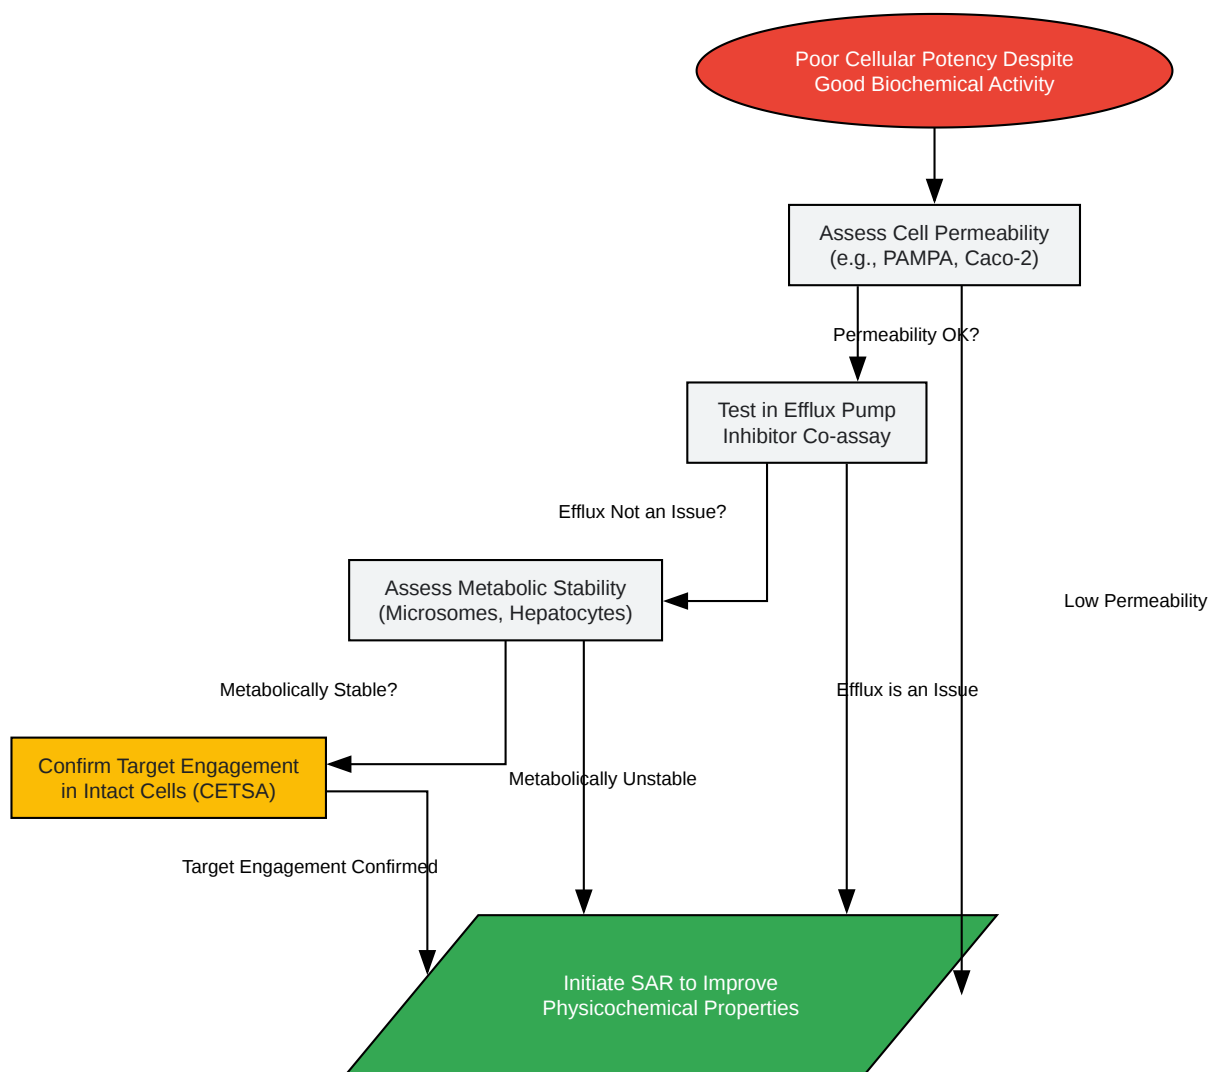 Poor Cellular Potency Despite
Good Biochemical Activity
Assess Cell Permeability
(e.g., PAMPA, Caco-2)
Permeability OK?
Test in Efflux Pump
Inhibitor Co-assay
Efflux Not an Issue?
Assess Metabolic Stability
(Microsomes, Hepatocytes)
Low Permeability
Metabolically Stable?
Efflux is an Issue
Confirm Target Engagement
in Intact Cells (CETSA)
Metabolically Unstable
Target Engagement Confirmed
Initiate SAR to Improve
Physicochemical Properties